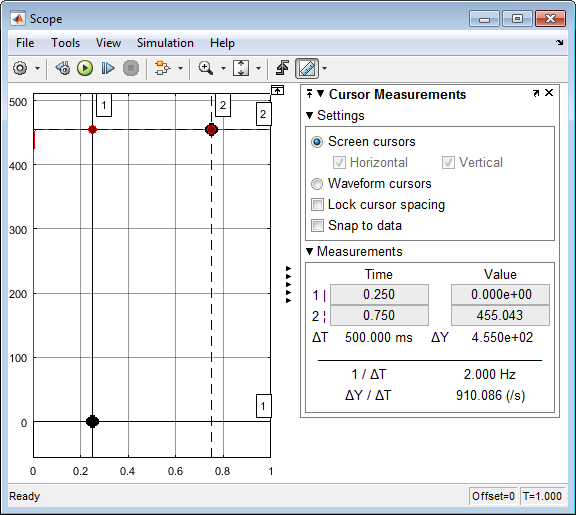 Scope
File Tools View Simulation Help
500
400
300
200
100
0
0 0.2 0.4 0.6 0.8 1
1
2
2
1
Cursor Measurements
Settings
Screen cursors
Horizontal Vertical
Waveform cursors
Lock cursor spacing
Snap to data
Measurements
Time Value
1 | 0.250 0.000e+00
2 ¦ 0.750 455.043
ΔT 500.000 ms ΔY 4.550e+02
1 / ΔT 2.000 Hz
ΔY / ΔT 910.086 (/s)
Ready Offset=0 T=1.000